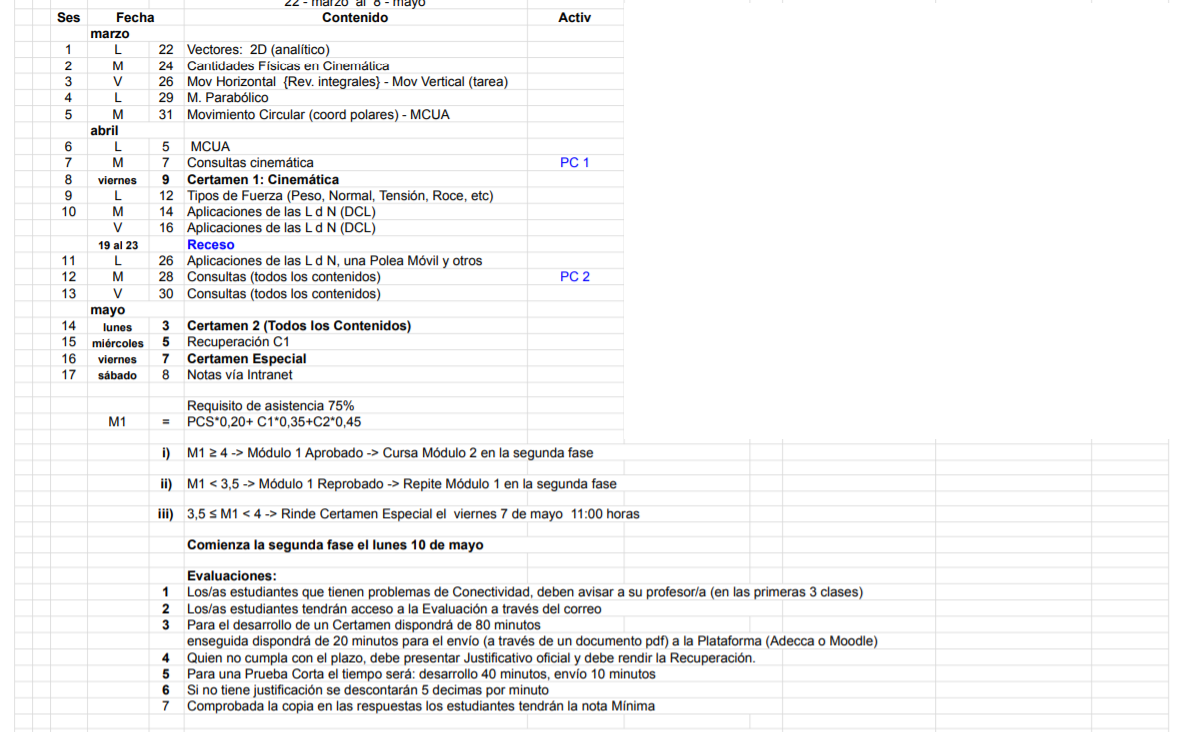 22 - marzo al 8 - mayo
Ses Fecha Contenido Activ
marzo
1 L 22 Vectores: 2D (analítico)
2 M 24 Cantidades Físicas en Cinemática
3 V 26 Mov Horizontal {Rev. integrales} - Mov Vertical (tarea)
4 L 29 M. Parabólico
5 M 31 Movimiento Circular (coord polares) - MCUA
abril
6 L 5 MCUA
7 M 7 Consultas cinemática PC 1
8 viernes 9 Certamen 1: Cinemática
9 L 12 Tipos de Fuerza (Peso, Normal, Tensión, Roce, etc)
10 M 14 Aplicaciones de las L d N (DCL)
V 16 Aplicaciones de las L d N (DCL)
19 al 23 Receso
11 L 26 Aplicaciones de las L d N, una Polea Móvil y otros
12 M 28 Consultas (todos los contenidos) PC 2
13 V 30 Consultas (todos los contenidos)
mayo
14 lunes 3 Certamen 2 (Todos los Contenidos)
15 miércoles 5 Recuperación C1
16 viernes 7 Certamen Especial
17 sábado 8 Notas vía Intranet
Requisito de asistencia 75%
M1 = PCS*0,20+ C1*0,35+C2*0,45
i) M1 ≥ 4 -> Módulo 1 Aprobado -> Cursa Módulo 2 en la segunda fase
ii) M1 < 3,5 -> Módulo 1 Reprobado -> Repite Módulo 1 en la segunda fase
iii) 3,5 ≤ M1 < 4 -> Rinde Certamen Especial el viernes 7 de mayo 11:00 horas
Comienza la segunda fase el lunes 10 de mayo
Evaluaciones:
1 Los/as estudiantes que tienen problemas de Conectividad, deben avisar a su profesor/a (en las primeras 3 clases)
2 Los/as estudiantes tendrán acceso a la Evaluación a través del correo
3 Para el desarrollo de un Certamen dispondrá de 80 minutos
enseguida dispondrá de 20 minutos para el envío (a través de un documento pdf) a la Plataforma (Adecca o Moodle)
4 Quien no cumpla con el plazo, debe presentar Justificativo oficial y debe rendir la Recuperación.
5 Para una Prueba Corta el tiempo será: desarrollo 40 minutos, envío 10 minutos
6 Si no tiene justificación se descontarán 5 decimas por minuto
7 Comprobada la copia en las respuestas los estudiantes tendrán la nota Mínima